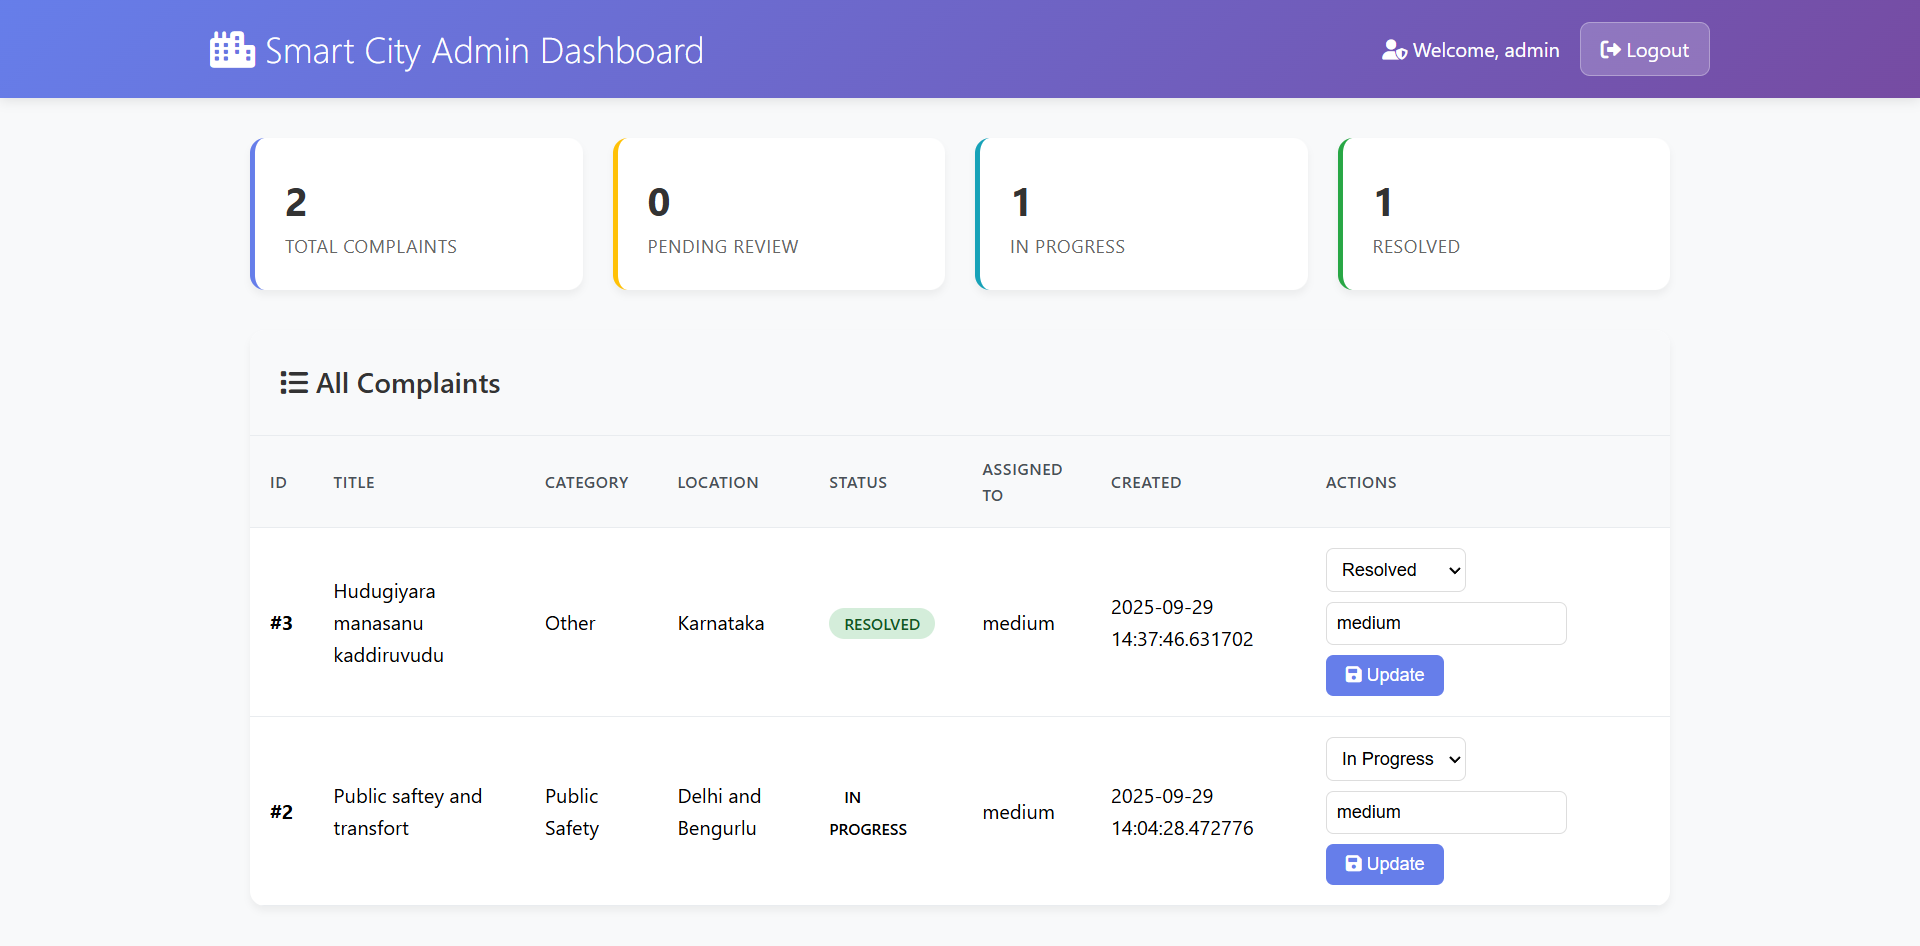 Smart City Admin Dashboard
Welcome, admin
Logout
2
TOTAL COMPLAINTS
0
PENDING REVIEW
1
IN PROGRESS
1
RESOLVED
All Complaints
ID TITLE CATEGORY LOCATION STATUS ASSIGNED TO CREATED ACTIONS
#3
Hudugiyara
manasanu
kaddiruvudu
Other
Karnataka
RESOLVED
medium
2025-09-29
14:37:46.631702
Resolved
medium
Update
#2
Public saftey and
transfort
Public
Safety
Delhi and
Bengurlu
IN
PROGRESS
medium
2025-09-29
14:04:28.472776
In Progress
medium
Update